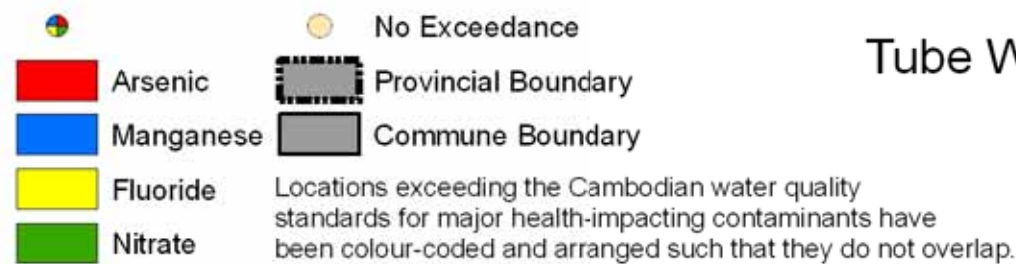 No Exceedance
Tube W
Arsenic
Provincial Boundary
Manganese
Commune Boundary
Fluoride
Nitrate
Locations exceeding the Cambodian water quality
standards for major health-impacting contaminants have
been colour-coded and arranged such that they do not overlap.